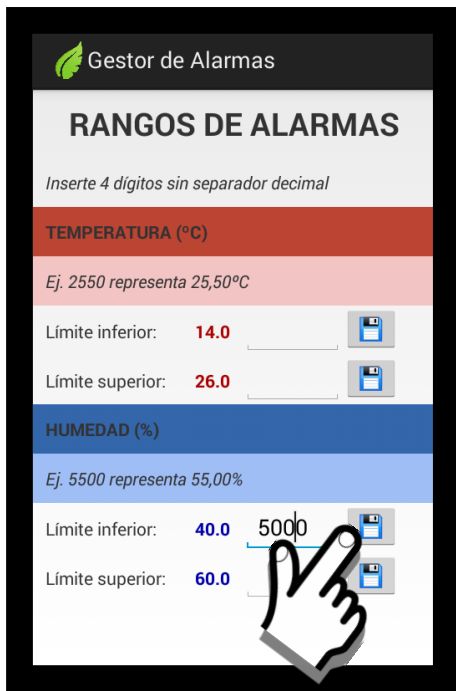 Gestor de Alarmas
RANGOS DE ALARMAS
Inserte 4 dígitos sin separador decimal
TEMPERATURA (ºC)
Ej. 2550 representa 25,50ºC
Límite inferior: 14.0
Límite superior: 26.0
HUMEDAD (%)
Ej. 5500 representa 55,00%
Límite inferior: 40.0 5000
Límite superior: 60.0